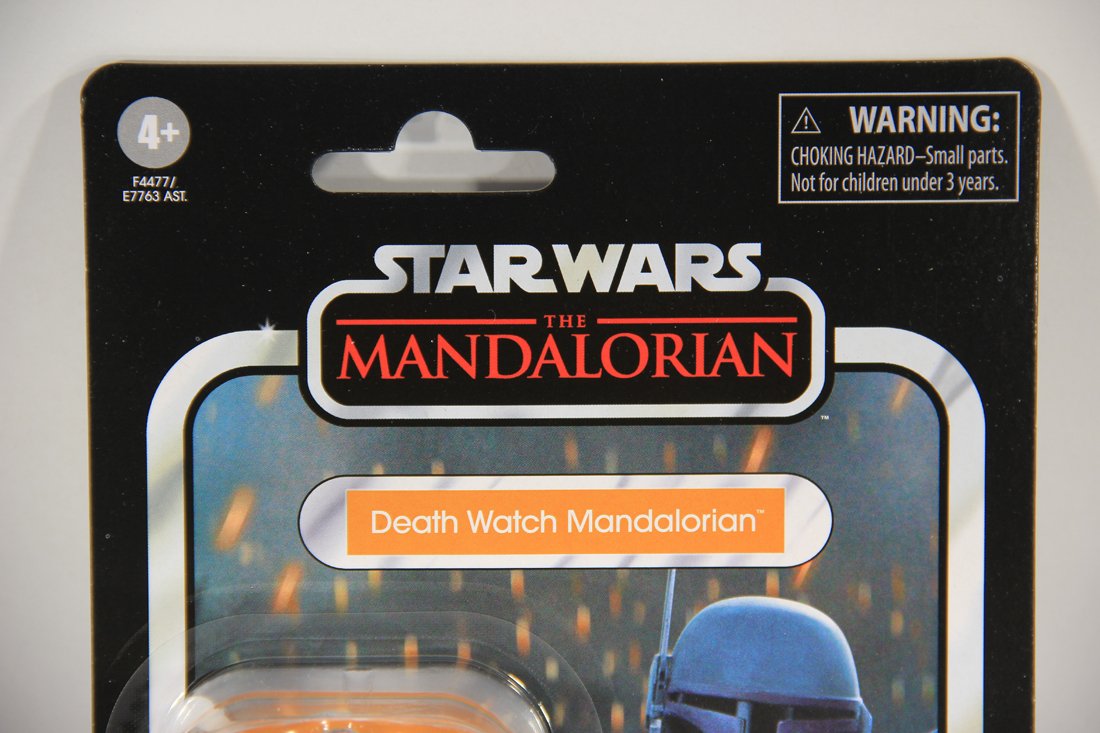 4+
F4477/
E7763 AST.
WARNING:
CHOKING HAZARD–Small parts.
Not for children under 3 years.
STAR WARS
THE
MANDALORIAN
™
Death Watch Mandalorian™